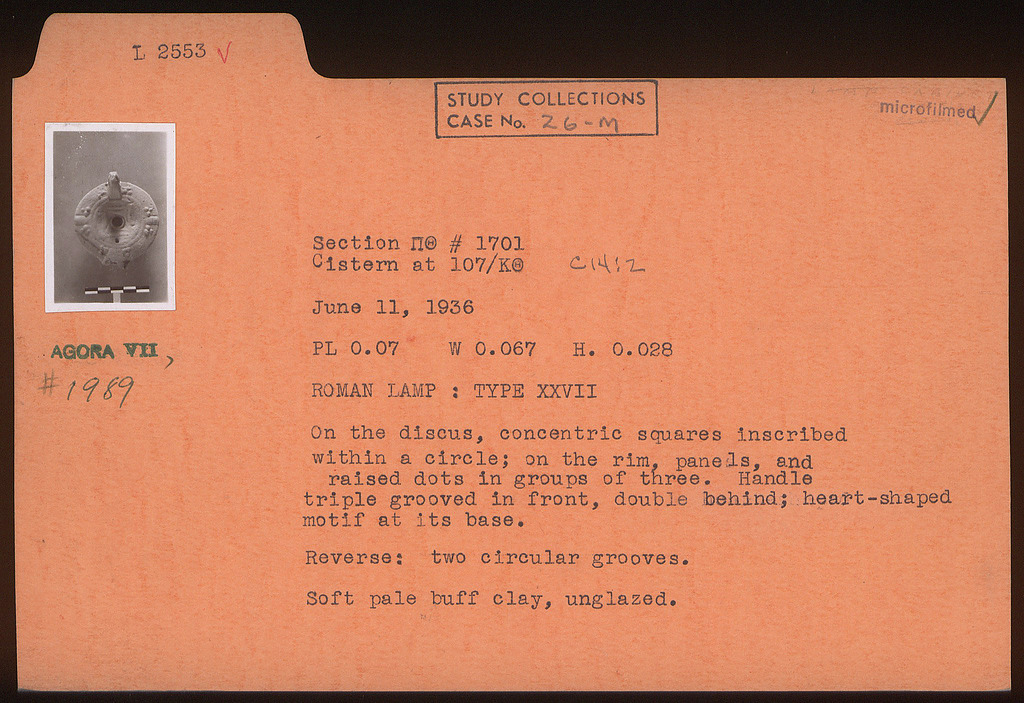 L 2553 √
STUDY COLLECTIONS
CASE No. 26-M
microfilmed
AGORA VII,
#1989
Section ΠΘ # 1701
Cistern at 107/ΚΘ C14:2
June 11, 1936
PL 0.07 W 0.067 H. 0.028
ROMAN LAMP : TYPE XXVII
On the discus, concentric squares inscribed
within a circle; on the rim, panels, and
raised dots in groups of three. Handle
triple grooved in front, double behind; heart-shaped
motif at its base.
Reverse: two circular grooves.
Soft pale buff clay, unglazed.